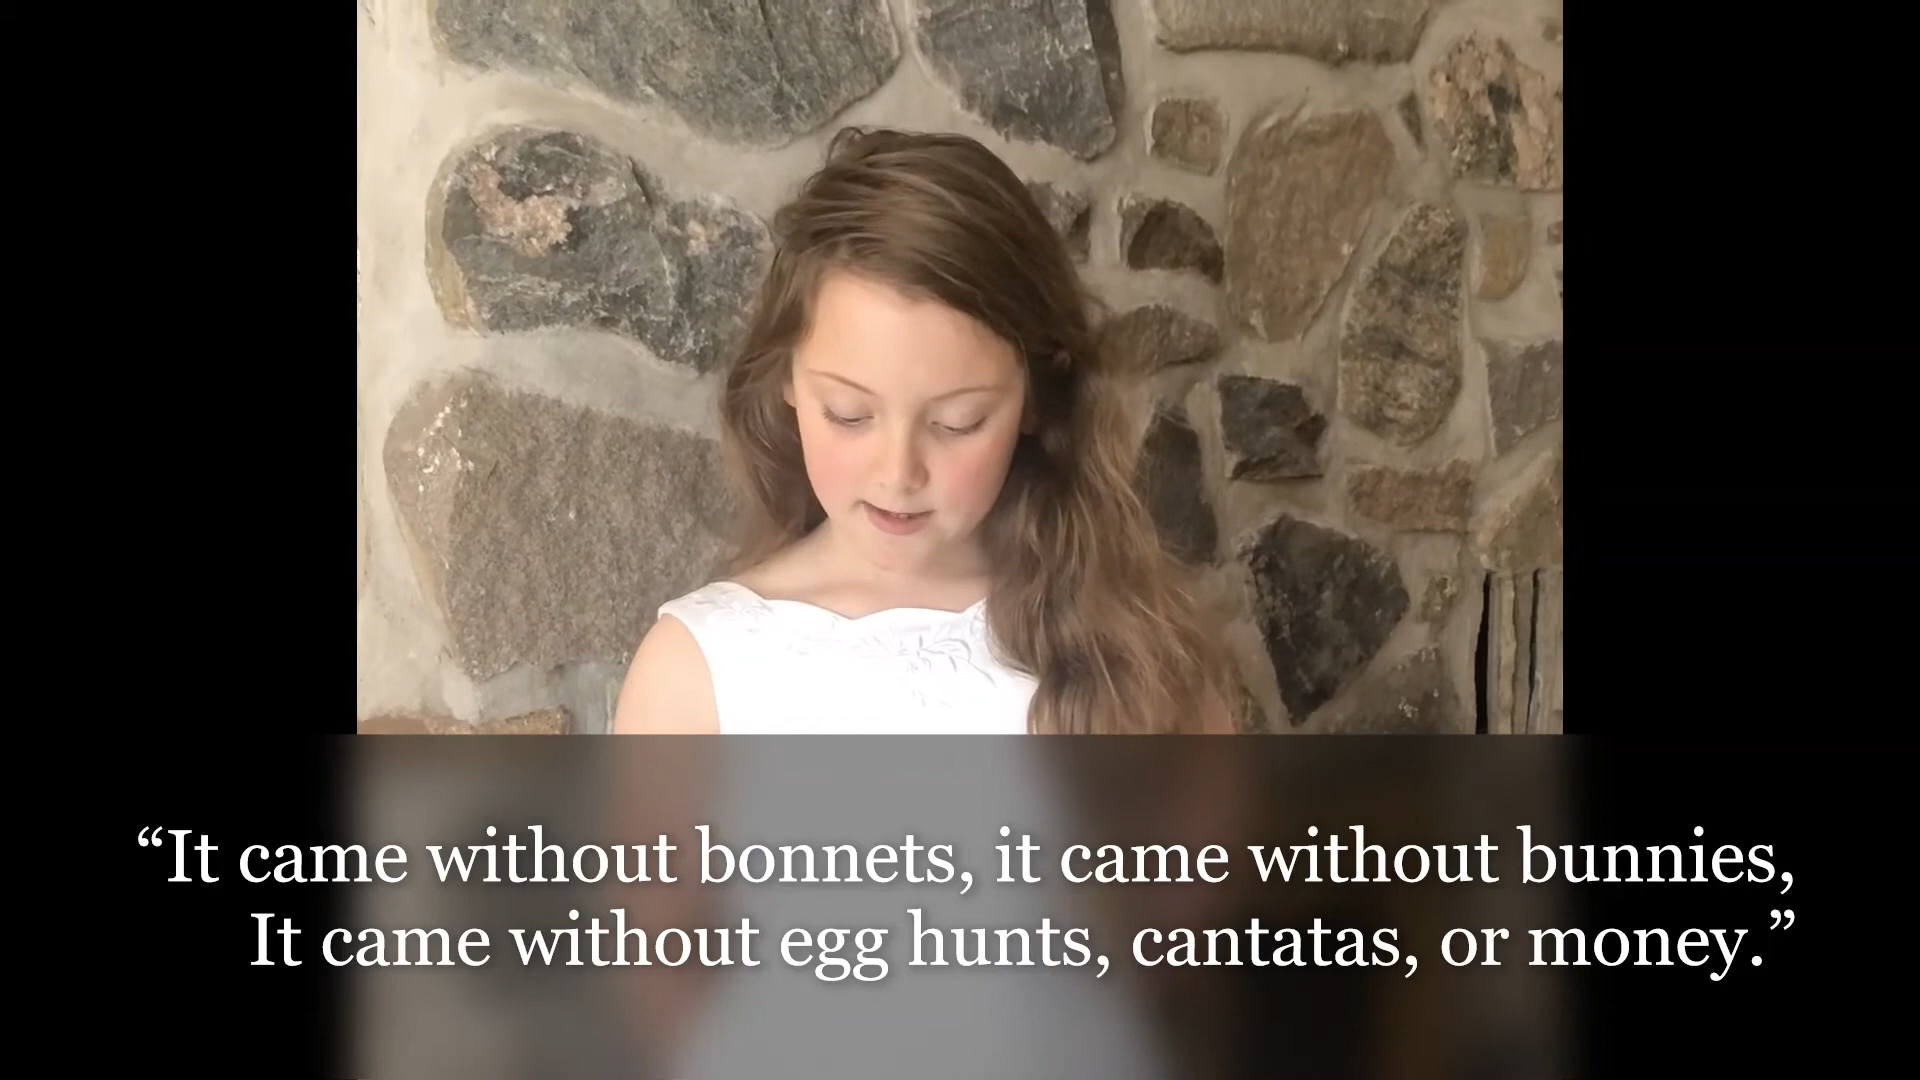 “It came without bonnets, it came without bunnies,
It came without egg hunts, cantatas, or money.”